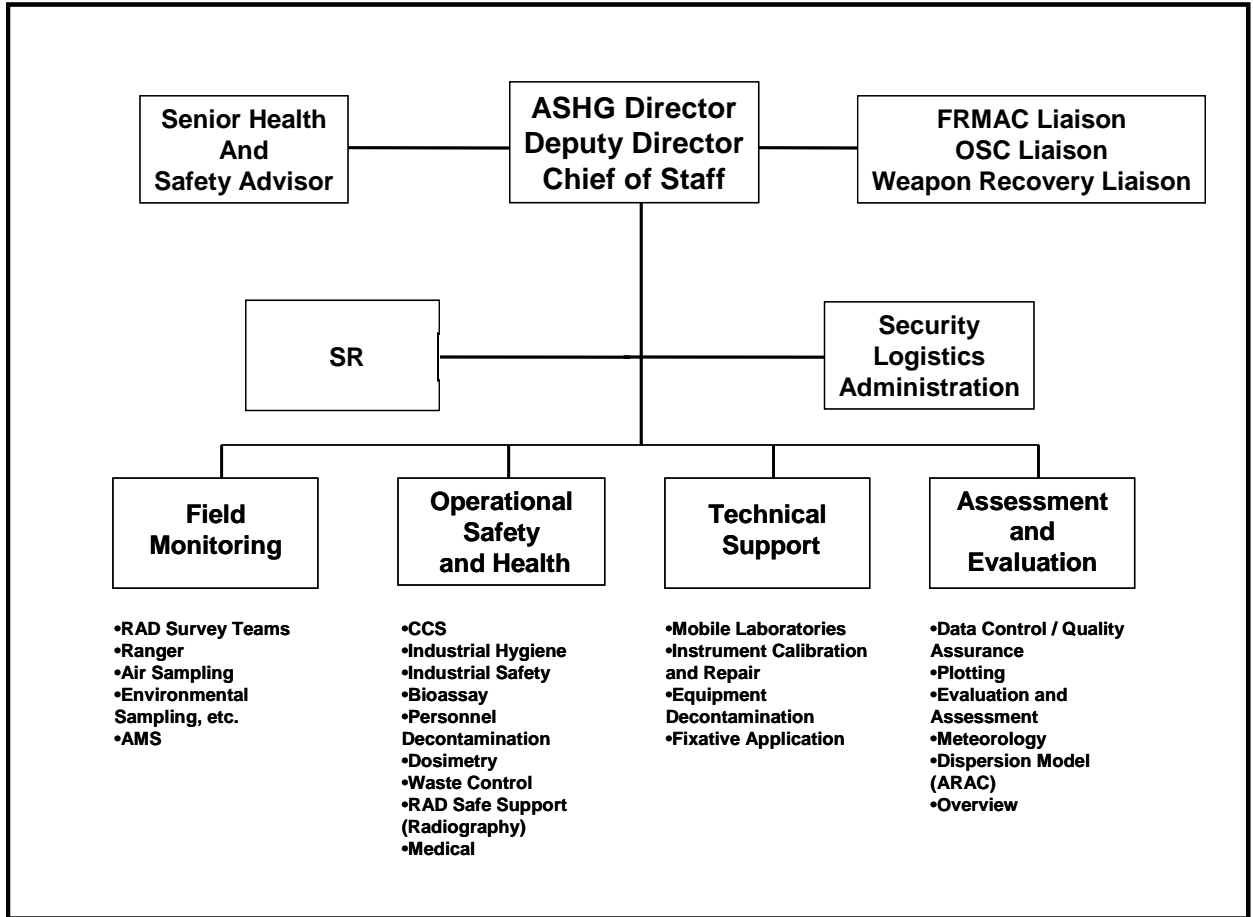 Senior Health
And
Safety Advisor
ASHG Director
Deputy Director
Chief of Staff
FRMAC Liaison
OSC Liaison
Weapon Recovery Liaison
SR
Security
Logistics
Administration
Field
Monitoring
•RAD Survey Teams
•Ranger
•Air Sampling
•Environmental
Sampling, etc.
•AMS
Operational
Safety
and Health
•CCS
•Industrial Hygiene
•Industrial Safety
•Bioassay
•Personnel
Decontamination
•Dosimetry
•Waste Control
•RAD Safe Support
(Radiography)
•Medical
Technical
Support
•Mobile Laboratories
•Instrument Calibration
and Repair
•Equipment
Decontamination
•Fixative Application
Assessment
and
Evaluation
•Data Control / Quality
Assurance
•Plotting
•Evaluation and
Assessment
•Meteorology
•Dispersion Model
(ARAC)
•Overview